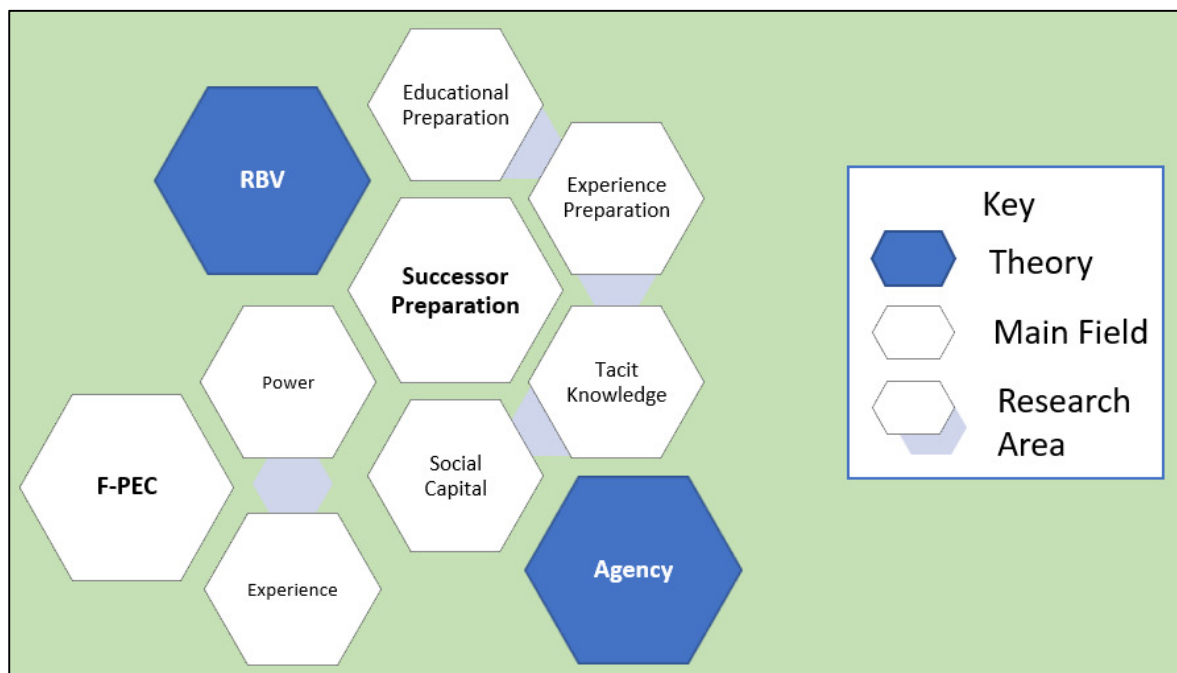 Educational
Preparation
RBV
Experience
Preparation
Successor
Preparation
Power
Tacit
Knowledge
Social
Capital
F-PEC
Experience
Agency
Key
Theory
Main Field
Research
Area